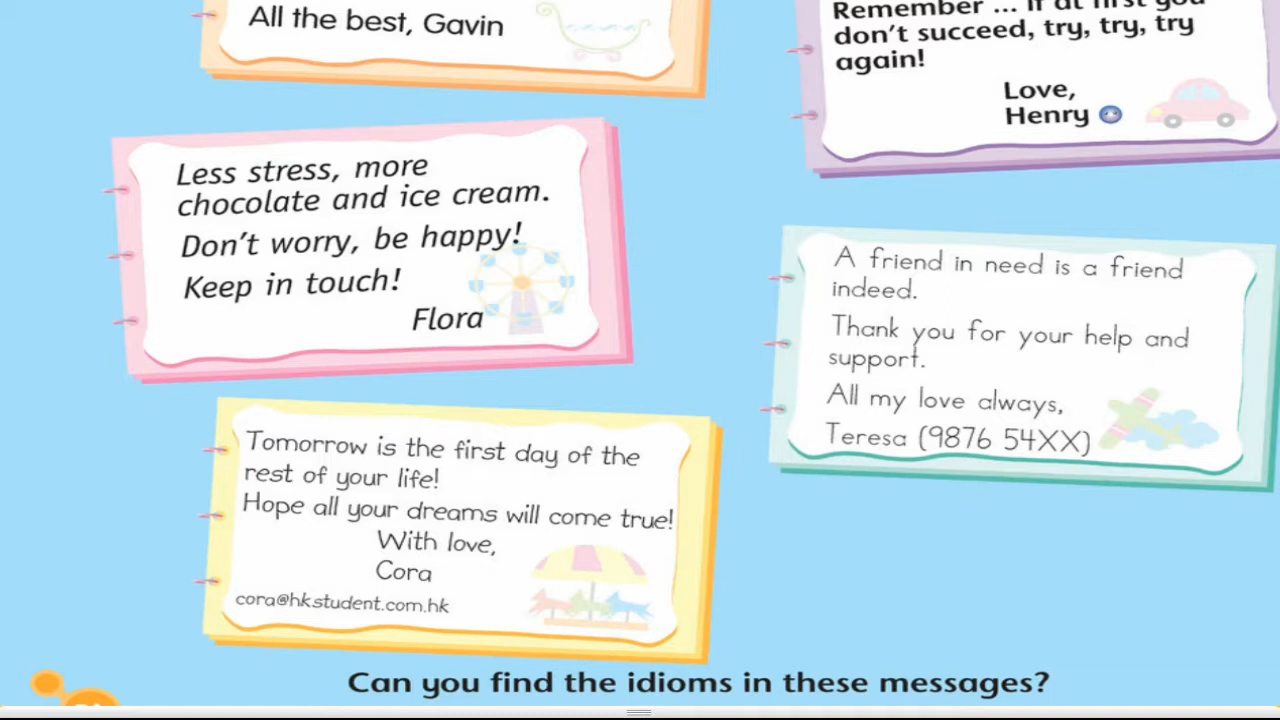 All the best, Gavin
Remember ... if at first you
don't succeed, try, try, try
again!
Love,
Henry
Less stress, more
chocolate and ice cream.
Don't worry, be happy!
Keep in touch!
Flora
A friend in need is a friend
indeed.
Thank you for your help and
support.
All my love always,
Teresa (9876 54XX)
Tomorrow is the first day of the
rest of your life!
Hope all your dreams will come true!
With love,
Cora
cora@hkstudent.com.hk
Can you find the idioms in these messages?